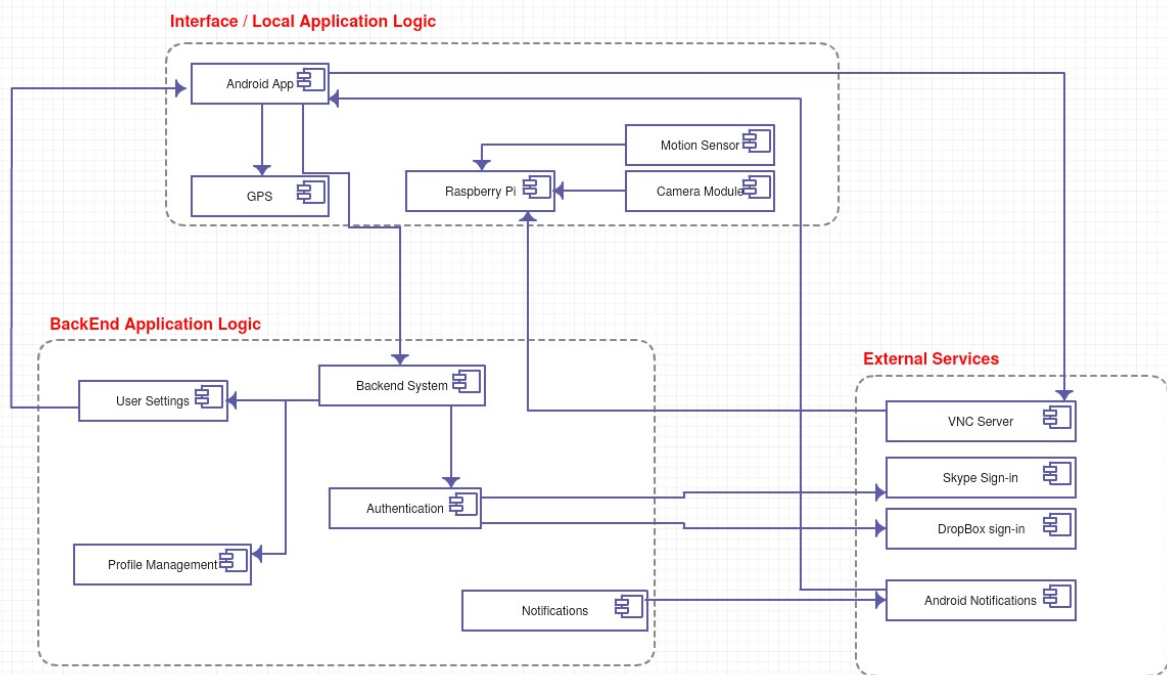 Interface / Local Application Logic
Android App
Motion Sensor
GPS
Raspberry Pi
Camera Module
BackEnd Application Logic
External Services
User Settings
Backend System
VNC Server
Authentication
Skype Sign-in
DropBox sign-in
Profile Management
Notifications
Android Notifications